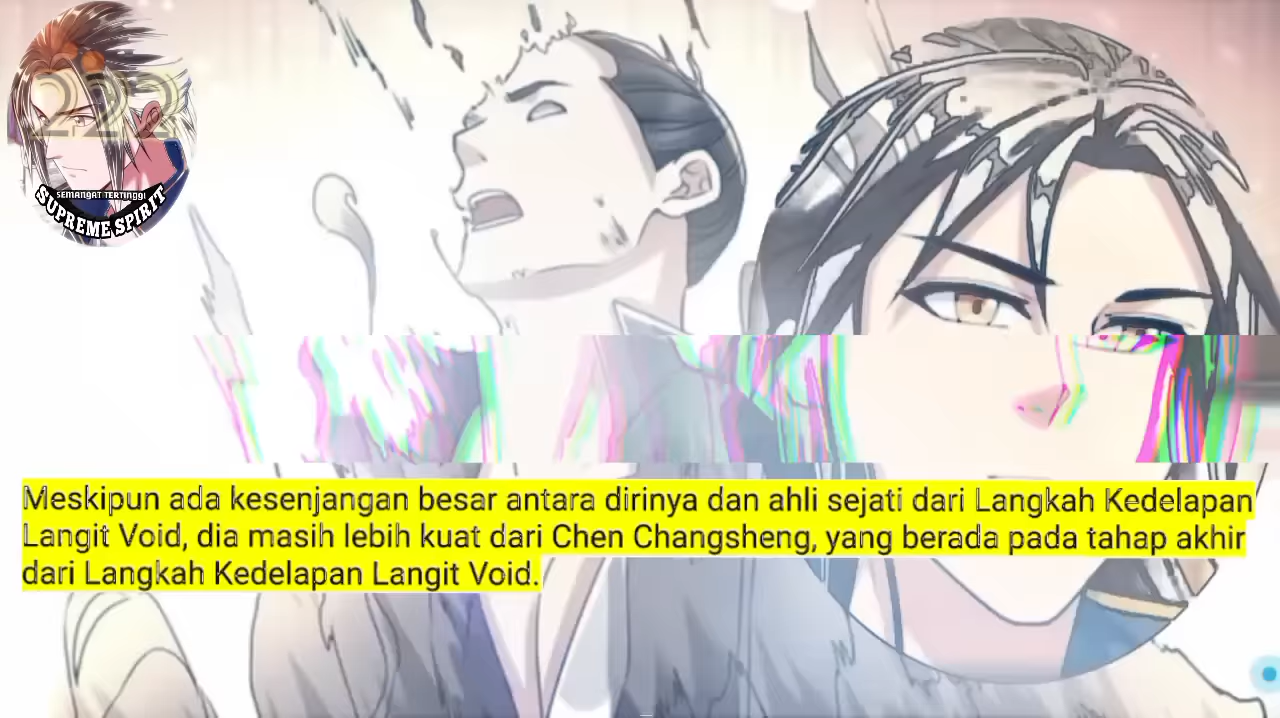 222
SEMANGAT TERTINGGI
SUPREME SPIRIT
Meskipun ada kesenjangan besar antara dirinya dan ahli sejati dari Langkah Kedelapan
Langit Void, dia masih lebih kuat dari Chen Changsheng, yang berada pada tahap akhir
dari Langkah Kedelapan Langit Void.